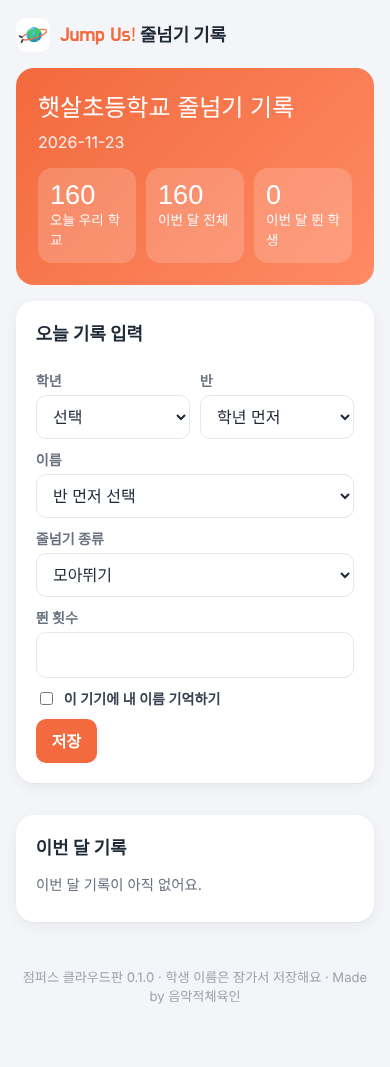 Jump Us! 줄넘기 기록
햇살초등학교 줄넘기 기록
2026-11-23
160
오늘 우리 학
교
160
이번 달 전체
0
이번 달 뛴 학
생
오늘 기록 입력
학년
반
선택
학년 먼저
이름
반 먼저 선택
줄넘기 종류
모아뛰기
뛴 횟수
이 기기에 내 이름 기억하기
저장
이번 달 기록
이번 달 기록이 아직 없어요.
점퍼스 클라우드판 0.1.0 · 학생 이름은 잠가서 저장해요 · Made
by 음악적체육인